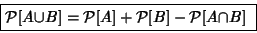 𝒫[A∪B] = 𝒫[A] + 𝒫[B] − 𝒫[A∩B]